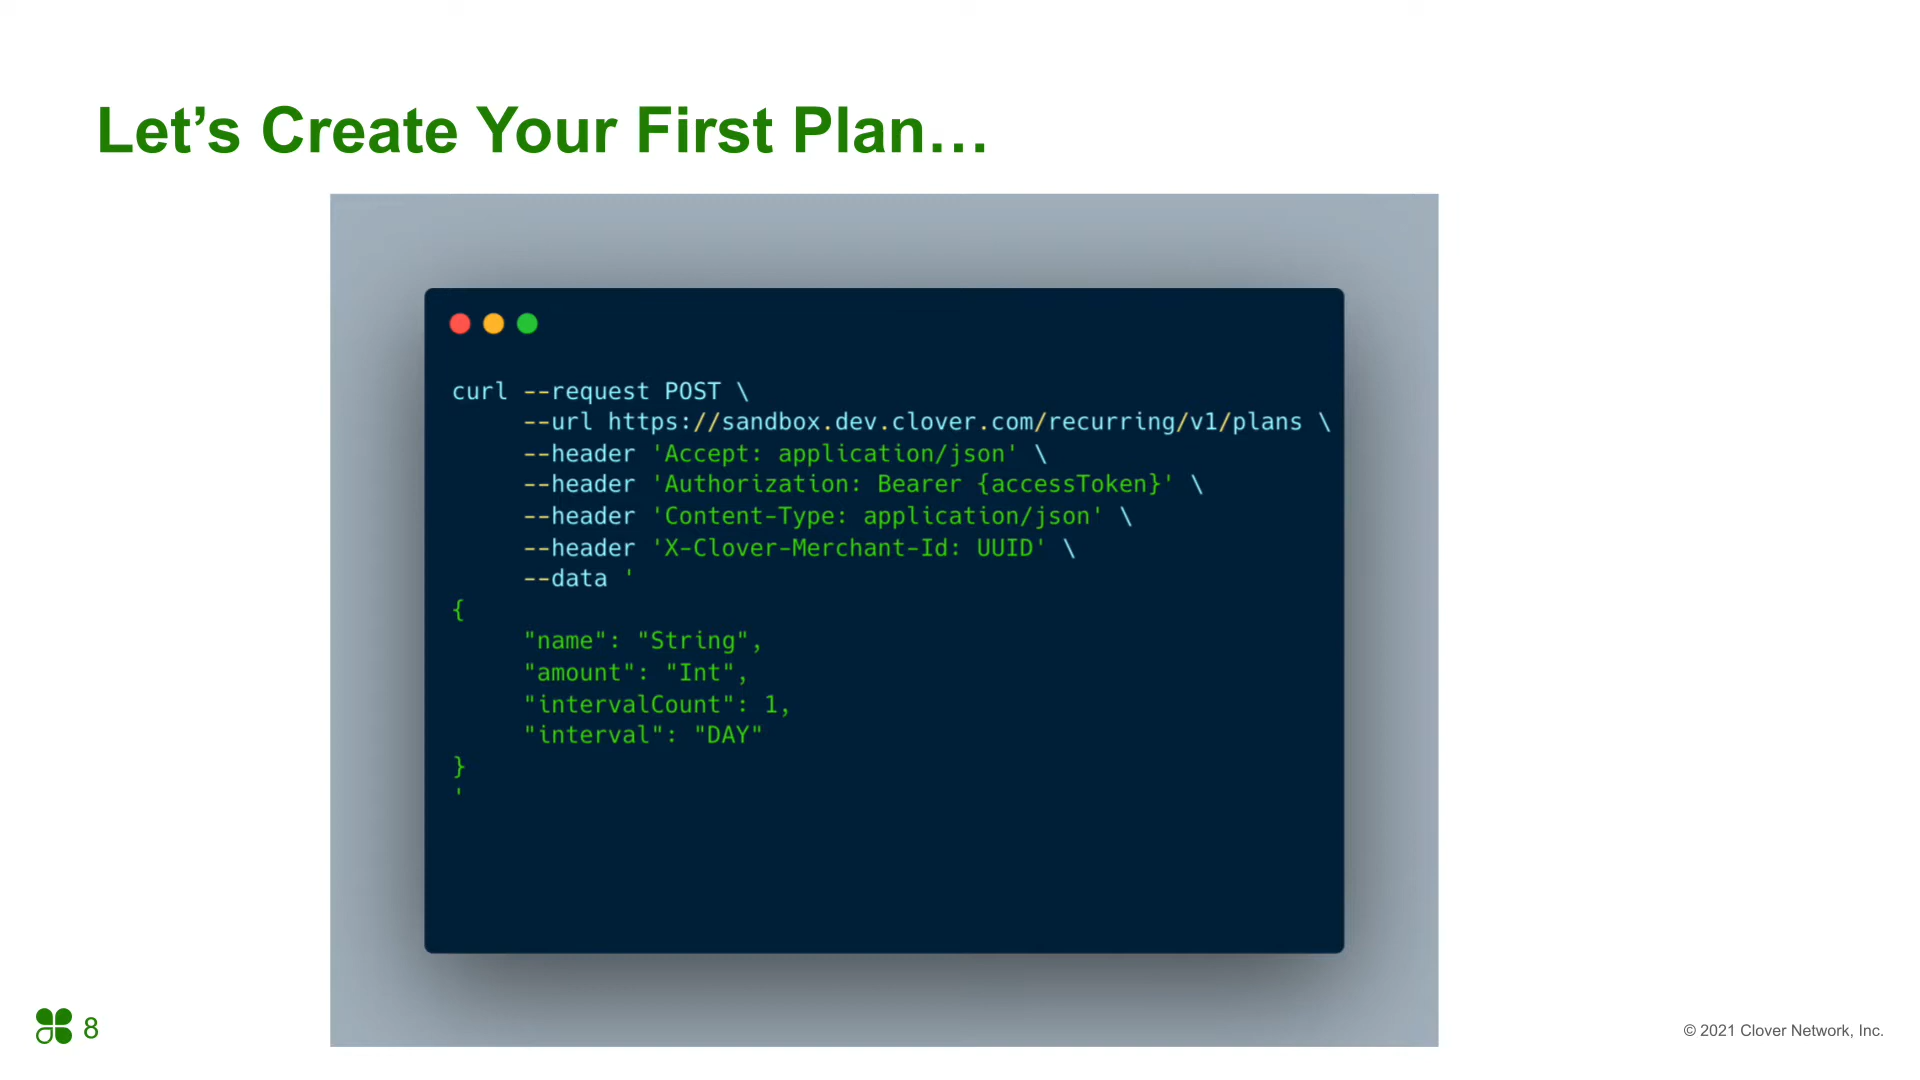 Let’s Create Your First Plan…
curl --request POST \
--url https://sandbox.dev.clover.com/recurring/v1/plans \
--header 'Accept: application/json' \
--header 'Authorization: Bearer {accessToken}' \
--header 'Content-Type: application/json' \
--header 'X-Clover-Merchant-Id: UUID' \
--data '
{
"name": "String",
"amount": "Int",
"intervalCount": 1,
"interval": "DAY"
}
'
8
© 2021 Clover Network, Inc.